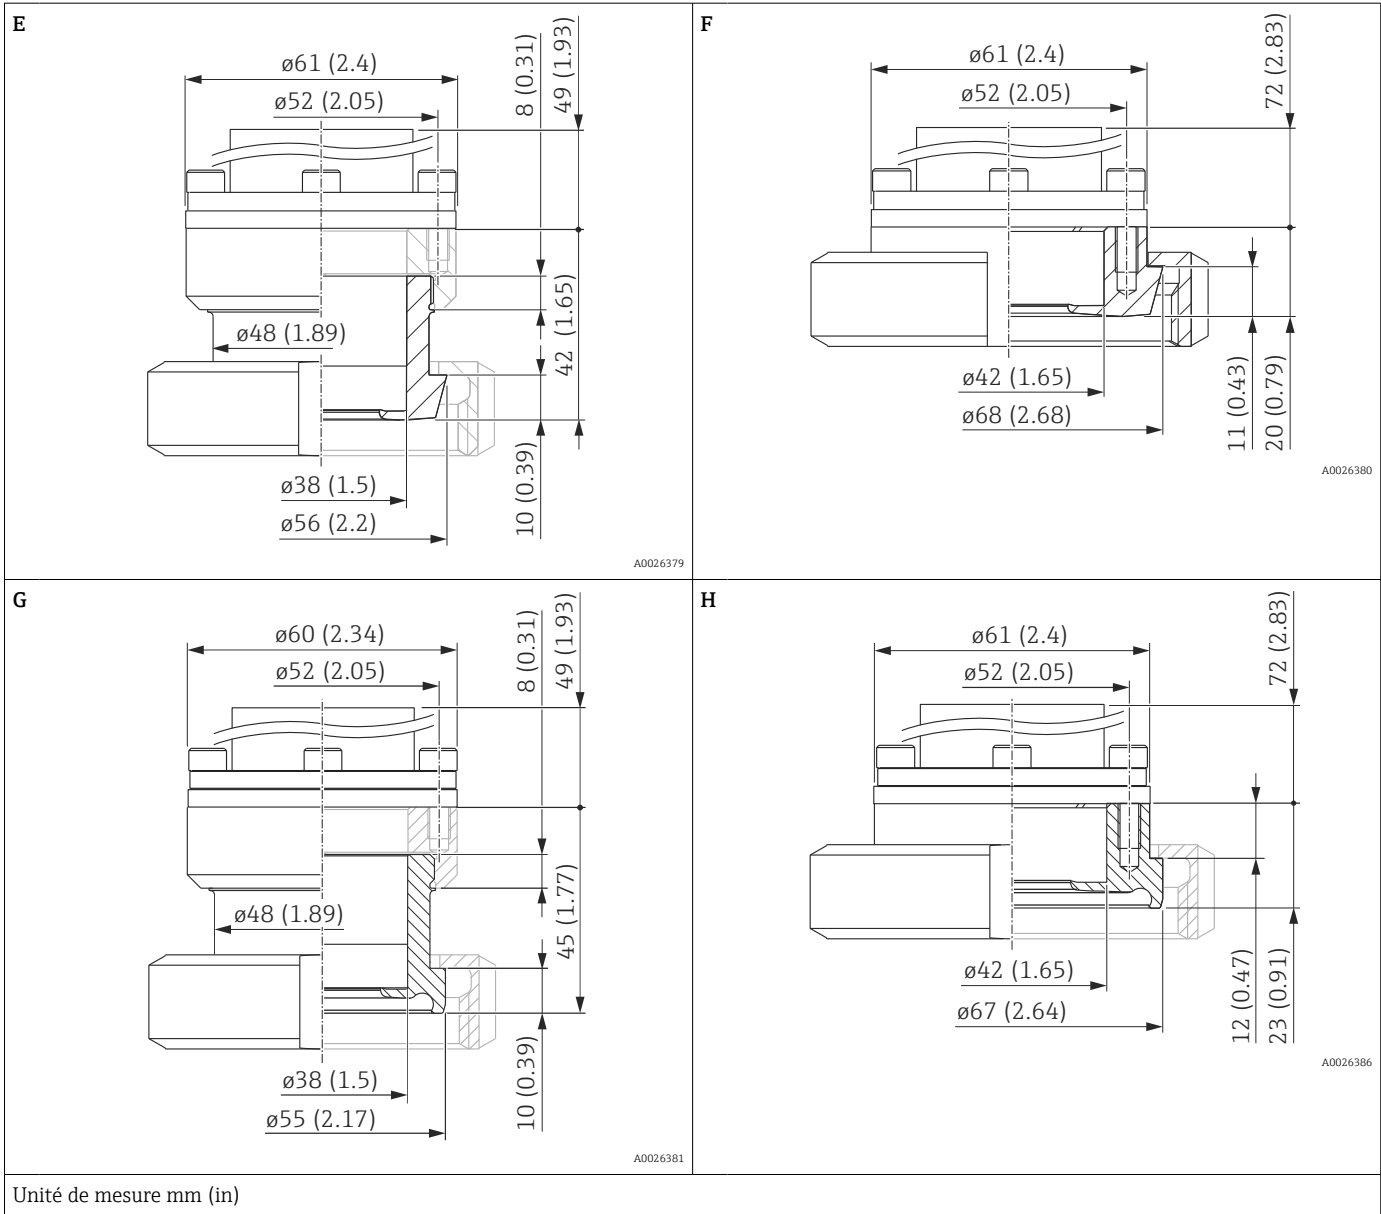 E
ø61 (2.4)
ø52 (2.05)
8 (0.31)
49 (1.93)
ø48 (1.89)
42 (1.65)
ø38 (1.5)
ø56 (2.2)
10 (0.39)
A0026379
F
ø61 (2.4)
ø52 (2.05)
72 (2.83)
ø42 (1.65)
ø68 (2.68)
11 (0.43)
20 (0.79)
A0026380
G
ø60 (2.34)
ø52 (2.05)
8 (0.31)
49 (1.93)
ø48 (1.89)
45 (1.77)
ø38 (1.5)
ø55 (2.17)
10 (0.39)
A0026381
H
ø61 (2.4)
ø52 (2.05)
72 (2.83)
ø42 (1.65)
ø67 (2.64)
12 (0.47)
23 (0.91)
A0026386
Unité de mesure mm (in)